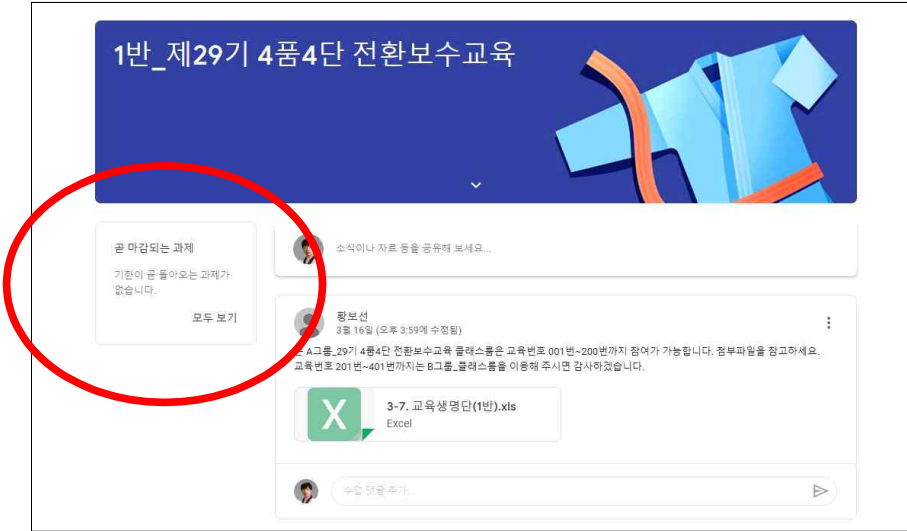 1반_제29기 4품4단 전환보수교육
곧 마감되는 과제
기한이 곧 돌아오는 과제가
없습니다.
모두 보기
소식이나 자료 등을 공유해 보세요...
황보선
3월 16일 (오후 3:59에 수정됨)
A그룹_29기 4품4단 전환보수교육 클래스룸은 교육번호 001번~200번까지 참여가 가능합니다. 첨부파일을 참고하세요.
교육번호 201번~401번까지는 B그룹_클래스룸을 이용해 주시면 감사하겠습니다.
X
3-7. 교육생명단(1반).xls
Excel
수업 댓글 추가...